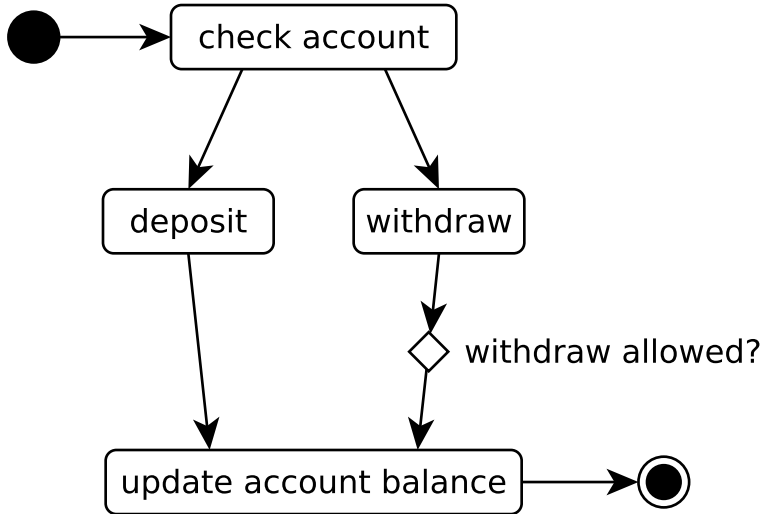 check account
deposit
withdraw
withdraw allowed?
update account balance